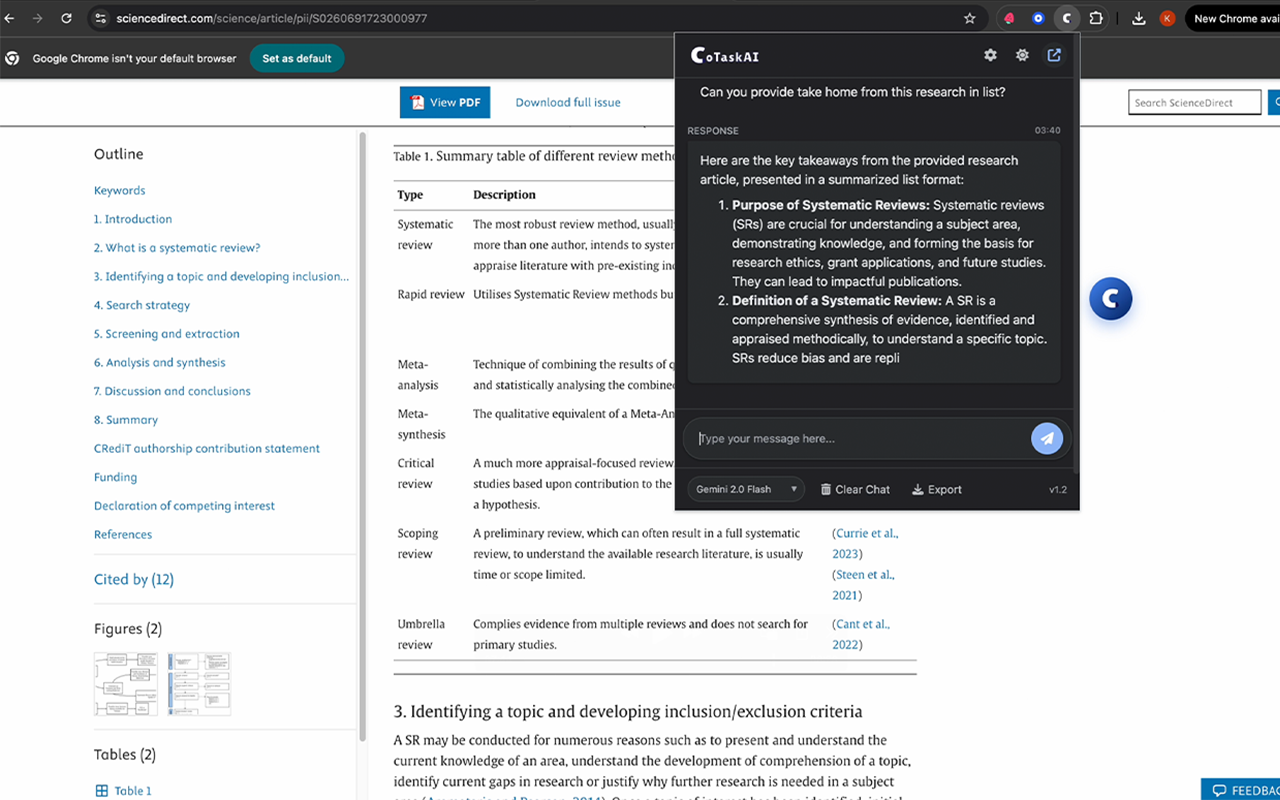 sciencedirect.com/science/article/pii/S0260691723000977
K
New Chrome avai
Google Chrome isn't your default browser
Set as default
View PDF
Download full issue
Search ScienceDirect
Outline
Keywords
1. Introduction
2. What is a systematic review?
3. Identifying a topic and developing inclusion...
4. Search strategy
5. Screening and extraction
6. Analysis and synthesis
7. Discussion and conclusions
8. Summary
CRediT authorship contribution statement
Funding
Declaration of competing interest
References
Cited by (12)
Figures (2)
Tables (2)
Table 1
Table 1. Summary table of different review meth
Type
Description
Systematic
review
The most robust review method, usual
more than one author, intends to syste
appraise literature with pre-existing in
Rapid review
Utilises Systematic Review methods bu
Meta-
analysis
Technique of combining the results of q
and statistically analysing the combine
Meta-
synthesis
The qualitative equivalent of a Meta-An
Critical
review
A much more appraisal-focused review,
studies based upon contribution to the
a hypothesis.
Scoping
review
A preliminary review, which can often result in a full systematic
review, to understand the available research literature, is usually
time or scope limited.
(Currie et al.,
2023)
(Steen et al.,
2021)
Umbrella
review
Complies evidence from multiple reviews and does not search for
primary studies.
(Cant et al.,
2022)
3. Identifying a topic and developing inclusion/exclusion criteria
A SR may be conducted for numerous reasons such as to present and understand the
current knowledge of an area, understand the development of comprehension of a topic,
identify current gaps in research or justify why further research is needed in a subject
CoTaskAI
Can you provide take home from this research in list?
RESPONSE
03:40
Here are the key takeaways from the provided research
article, presented in a summarized list format:
1. Purpose of Systematic Reviews: Systematic reviews
(SRs) are crucial for understanding a subject area,
demonstrating knowledge, and forming the basis for
research ethics, grant applications, and future studies.
They can lead to impactful publications.
2. Definition of a Systematic Review: A SR is a
comprehensive synthesis of evidence, identified and
appraised methodically, to understand a specific topic.
SRs reduce bias and are repli
Type your message here...
Gemini 2.0 Flash
Clear Chat
Export
v1.2
C
FEEDBAC